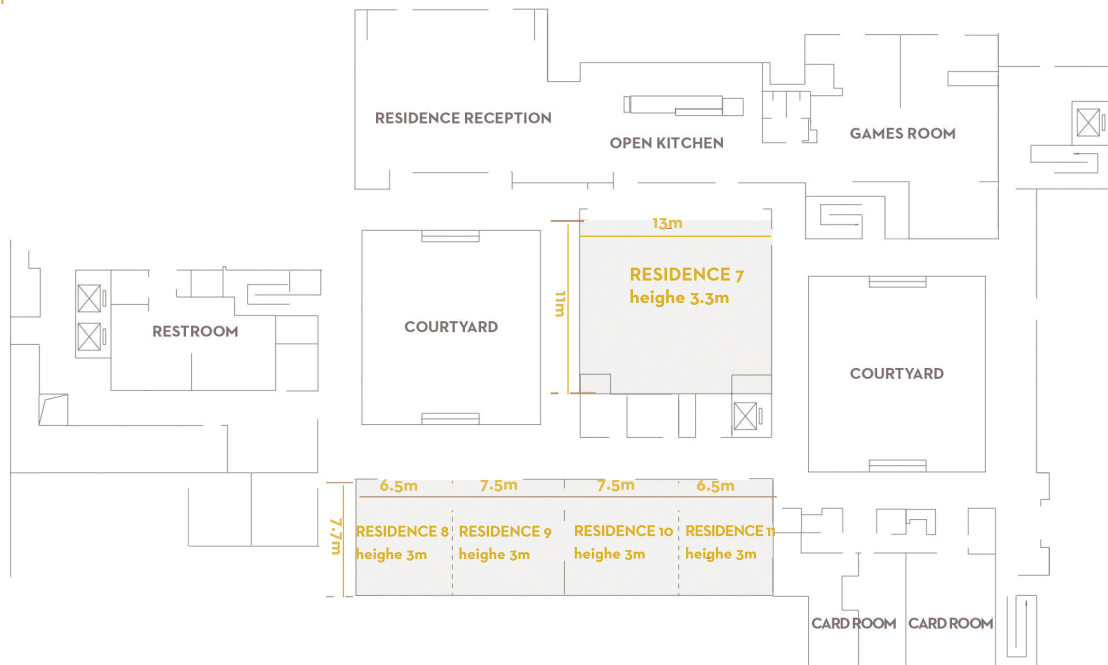 RESIDENCE RECEPTION
OPEN KITCHEN
GAMES ROOM
13m
11m
RESIDENCE 7
heighe 3.3m
RESTROOM
COURTYARD
COURTYARD
6.5m
7.5m
7.5m
6.5m
7.7m
RESIDENCE 8
heighe 3m
RESIDENCE 9
heighe 3m
RESIDENCE 10
heighe 3m
RESIDENCE 11
heighe 3m
CARD ROOM
CARD ROOM